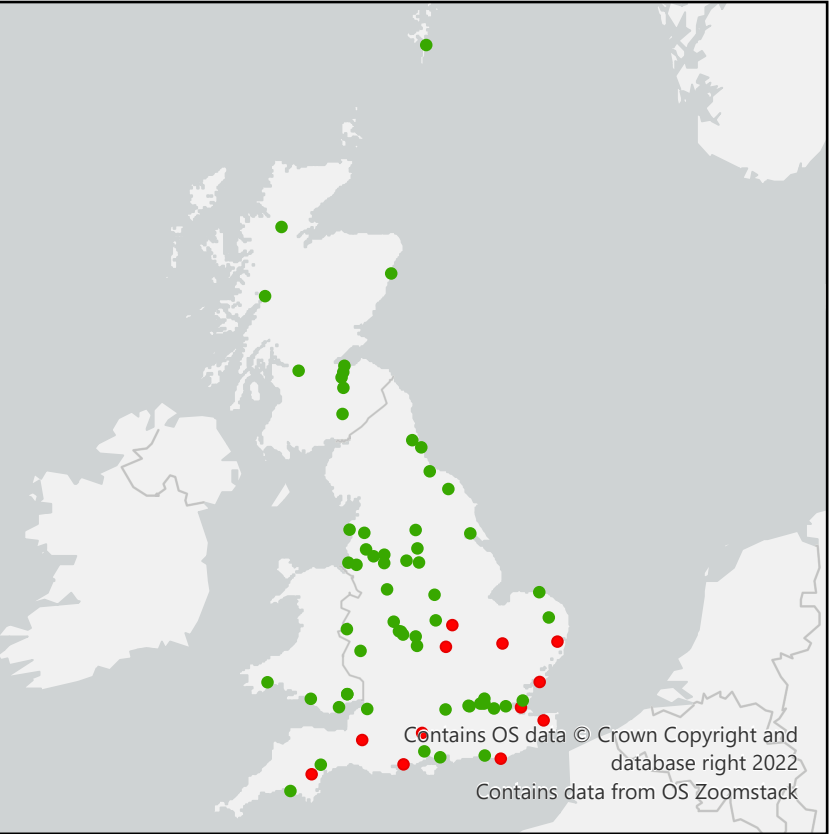 Contains OS data © Crown Copyright and
database right 2022
Contains data from OS Zoomstack